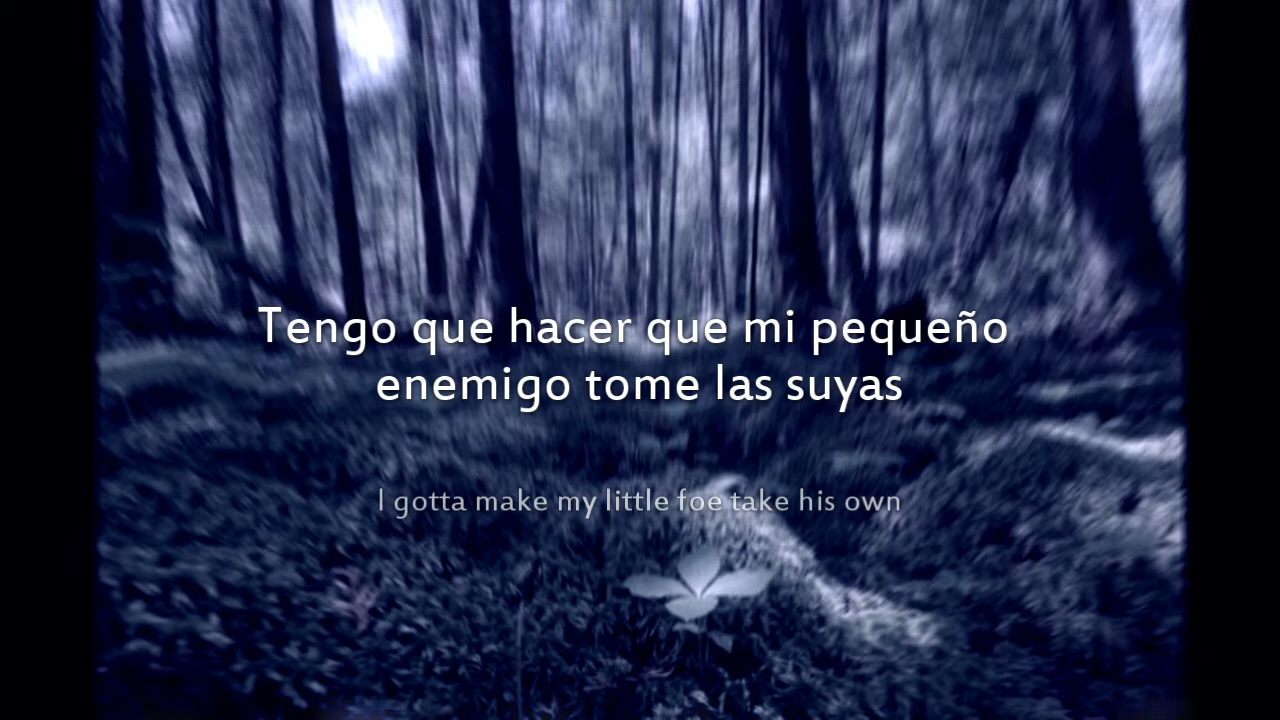 Tengo que hacer que mi pequeño
enemigo tome las suyas
I gotta make my little foe take his own